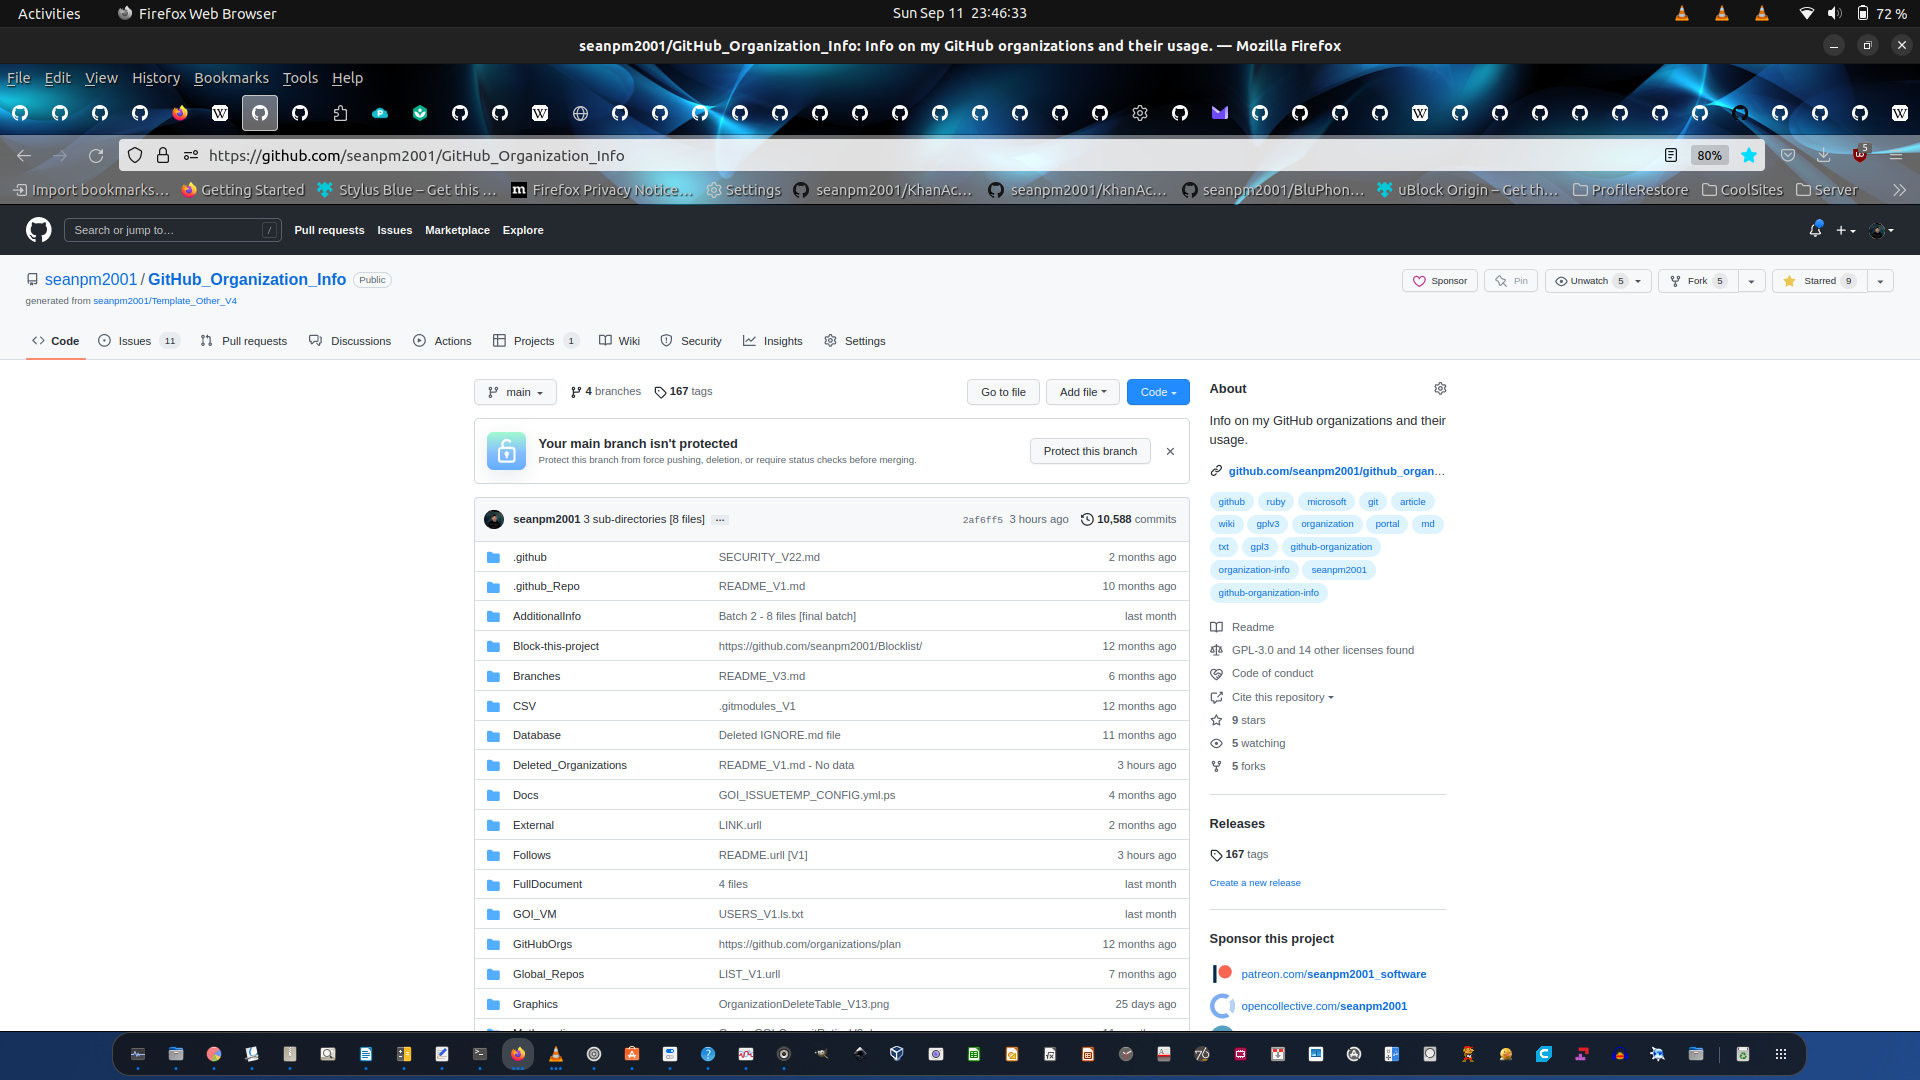 Activities Firefox Web Browser Sun Sep 11 23:46:33 72 %
seanpm2001/GitHub_Organization_Info: Info on my GitHub organizations and their usage. — Mozilla Firefox
File Edit View History Bookmarks Tools Help
https://github.com/seanpm2001/GitHub_Organization_Info 80% 5
Import bookmarks… Getting Started Stylus Blue – Get this … Firefox Privacy Notice… Settings seanpm2001/KhanAc… seanpm2001/KhanAc… seanpm2001/BluPhon… uBlock Origin – Get th… ProfileRestore CoolSites Server
Search or jump to… / Pull requests Issues Marketplace Explore
seanpm2001 / GitHub_Organization_Info Public Sponsor Pin Unwatch 5 Fork 5 Starred 9
generated from seanpm2001/Template_Other_V4
Code Issues 11 Pull requests Discussions Actions Projects 1 Wiki Security Insights Settings
main 4 branches 167 tags Go to file Add file Code
Your main branch isn't protected
Protect this branch from force pushing, deletion, or require status checks before merging.
Protect this branch
seanpm2001 3 sub-directories [8 files] … 2af6ff5 3 hours ago 10,588 commits
.github SECURITY_V22.md 2 months ago
.github_Repo README_V1.md 10 months ago
AdditionalInfo Batch 2 - 8 files [final batch] last month
Block-this-project https://github.com/seanpm2001/Blocklist/ 12 months ago
Branches README_V3.md 6 months ago
CSV .gitmodules_V1 12 months ago
Database Deleted IGNORE.md file 11 months ago
Deleted_Organizations README_V1.md - No data 3 hours ago
Docs GOI_ISSUETEMP_CONFIG.yml.ps 4 months ago
External LINK.urll 2 months ago
Follows README.urll [V1] 3 hours ago
FullDocument 4 files last month
GOI_VM USERS_V1.ls.txt last month
GitHubOrgs https://github.com/organizations/plan 12 months ago
Global_Repos LIST_V1.urll 7 months ago
Graphics OrganizationDeleteTable_V13.png 25 days ago
About
Info on my GitHub organizations and their
usage.
github.com/seanpm2001/github_organ…
github ruby microsoft git article
wiki gplv3 organization portal md
txt gpl3 github-organization
organization-info seanpm2001
github-organization-info
Readme
GPL-3.0 and 14 other licenses found
Code of conduct
Cite this repository
9 stars
5 watching
5 forks
Releases
167 tags
Create a new release
Sponsor this project
patreon.com/seanpm2001_software
opencollective.com/seanpm2001